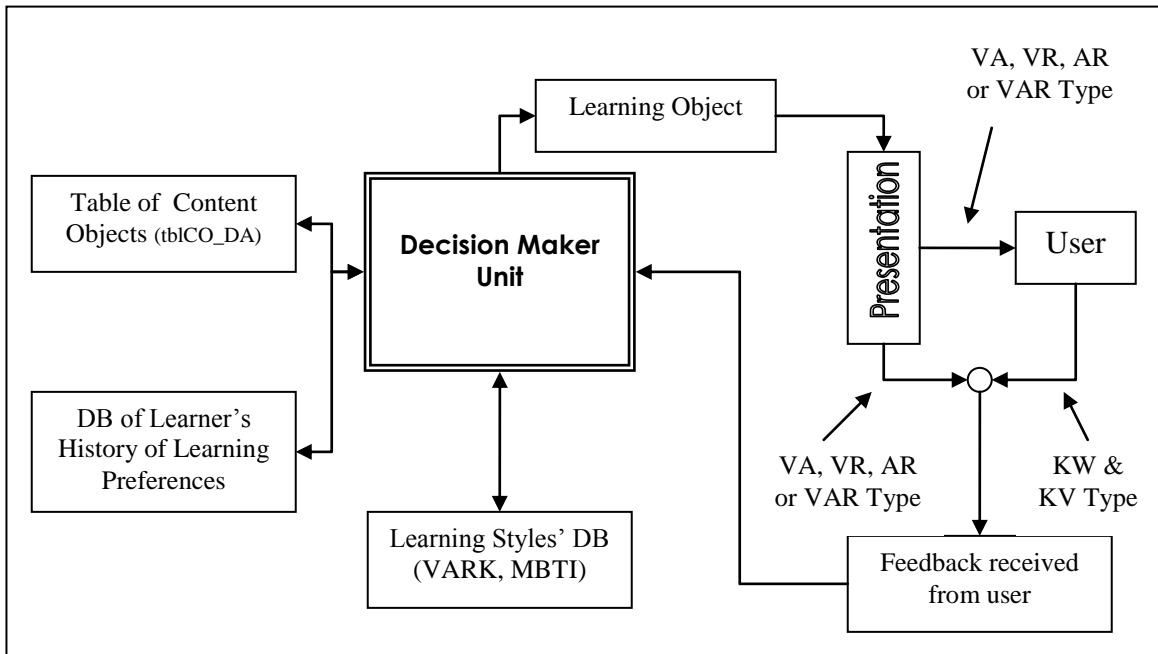 VA, VR, AR
or VAR Type
Learning Object
Presentation
Table of Content
Objects (tblCO_DA)
Decision Maker
Unit
User
DB of Learner’s
History of Learning
Preferences
VA, VR, AR
or VAR Type
KW &
KV Type
Learning Styles’ DB
(VARK, MBTI)
Feedback received
from user